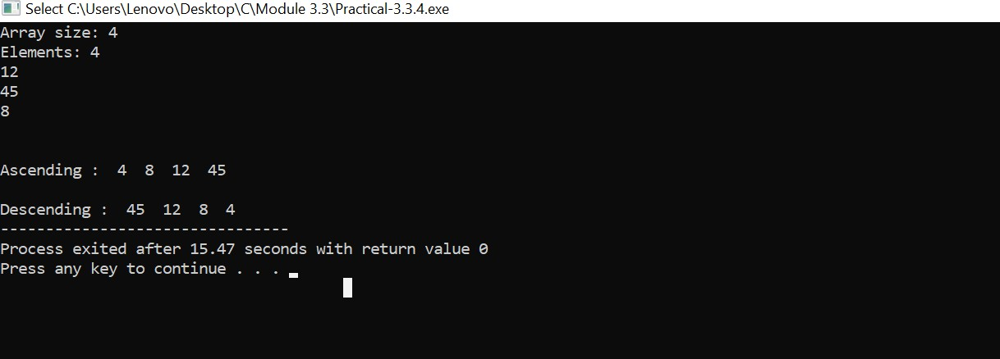 Select C:\Users\Lenovo\Desktop\C\Module 3.3\Practical-3.3.4.exe
Array size: 4
Elements: 4
12
45
8
Ascending :  4  8  12  45
Descending :  45  12  8  4
--------------------------------
Process exited after 15.47 seconds with return value 0
Press any key to continue . . .